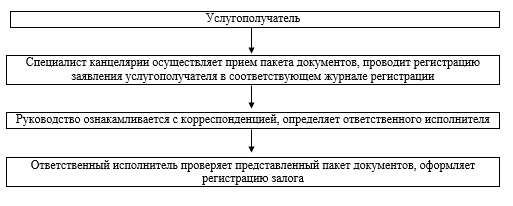 Услугополучатель
Специалист канцелярии осуществляет прием пакета документов, проводит регистрацию
заявления услугополучателя в соответствующем журнале регистрации
Руководство ознакамливается с корреспонденцией, определяет ответственного исполнителя
Ответственный исполнитель проверяет представленный пакет документов, оформляет
регистрацию залога